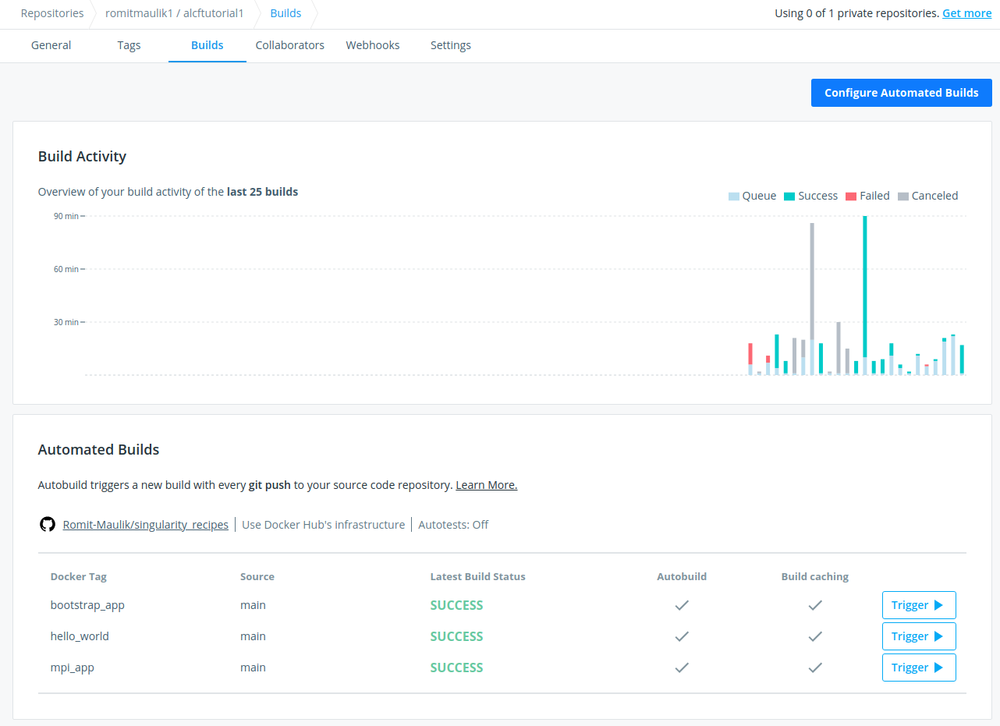 Repositories romitmaulik1 / alcftutorial1 Builds Using 0 of 1 private repositories. Get more
General Tags Builds Collaborators Webhooks Settings
Configure Automated Builds
Build Activity
Overview of your build activity of the last 25 builds
Queue Success Failed Canceled
90 min
60 min
30 min
Automated Builds
Autobuild triggers a new build with every git push to your source code repository. Learn More.
Romit-Maulik/singularity_recipes Use Docker Hub's infrastructure Autotests: Off
Docker Tag Source Latest Build Status Autobuild Build caching
bootstrap_app main SUCCESS Trigger
hello_world main SUCCESS Trigger
mpi_app main SUCCESS Trigger